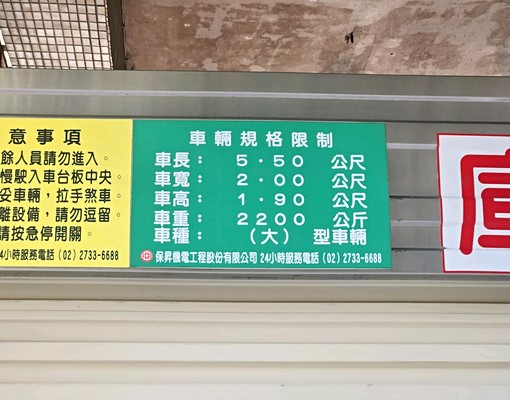 意事項
餘人員請勿進入。
慢駛入車台板中央。
妥車輛，拉手煞車。
離設備，請勿逗留。
請按急停開關。
24小時服務電話(02)2733-6688
車輛規格限制
車長： 5．50 公尺
車寬： 2．00 公尺
車高： 1．90 公尺
車重： 2200 公斤
車種： （大） 型車輛
保昇機電工程股份有限公司 24小時服務電話(02)2733-6688